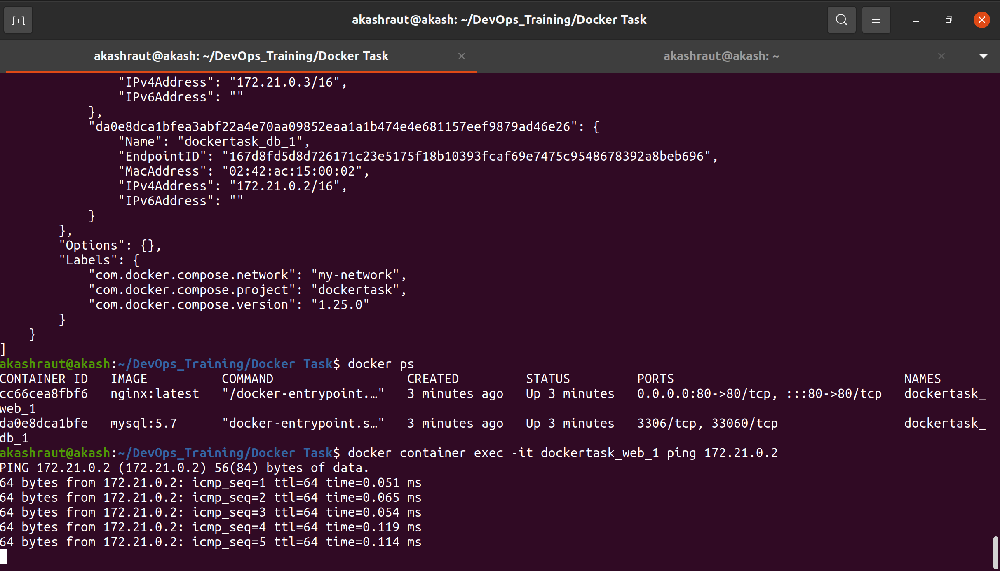 akashraut@akash: ~/DevOps_Training/Docker Task
akashraut@akash: ~/DevOps_Training/Docker Task
akashraut@akash: ~
                "IPv4Address": "172.21.0.3/16",
                "IPv6Address": ""
            },
            "da0e8dca1bfea3abf22a4e70aa09852eaa1a1b474e4e681157eef9879ad46e26": {
                "Name": "dockertask_db_1",
                "EndpointID": "167d8fd5d8d726171c23e5175f18b10393fcaf69e7475c9548678392a8beb696",
                "MacAddress": "02:42:ac:15:00:02",
                "IPv4Address": "172.21.0.2/16",
                "IPv6Address": ""
            }
        },
        "Options": {},
        "Labels": {
            "com.docker.compose.network": "my-network",
            "com.docker.compose.project": "dockertask",
            "com.docker.compose.version": "1.25.0"
        }
    }
]
akashraut@akash:~/DevOps_Training/Docker Task$ docker ps
CONTAINER ID   IMAGE          COMMAND                  CREATED         STATUS         PORTS                               NAMES
cc66cea8fbf6   nginx:latest   "/docker-entrypoint.…"   3 minutes ago   Up 3 minutes   0.0.0.0:80->80/tcp, :::80->80/tcp   dockertask_
web_1
da0e8dca1bfe   mysql:5.7      "docker-entrypoint.s…"   3 minutes ago   Up 3 minutes   3306/tcp, 33060/tcp                 dockertask_
db_1
akashraut@akash:~/DevOps_Training/Docker Task$ docker container exec -it dockertask_web_1 ping 172.21.0.2
PING 172.21.0.2 (172.21.0.2) 56(84) bytes of data.
64 bytes from 172.21.0.2: icmp_seq=1 ttl=64 time=0.051 ms
64 bytes from 172.21.0.2: icmp_seq=2 ttl=64 time=0.065 ms
64 bytes from 172.21.0.2: icmp_seq=3 ttl=64 time=0.054 ms
64 bytes from 172.21.0.2: icmp_seq=4 ttl=64 time=0.119 ms
64 bytes from 172.21.0.2: icmp_seq=5 ttl=64 time=0.114 ms